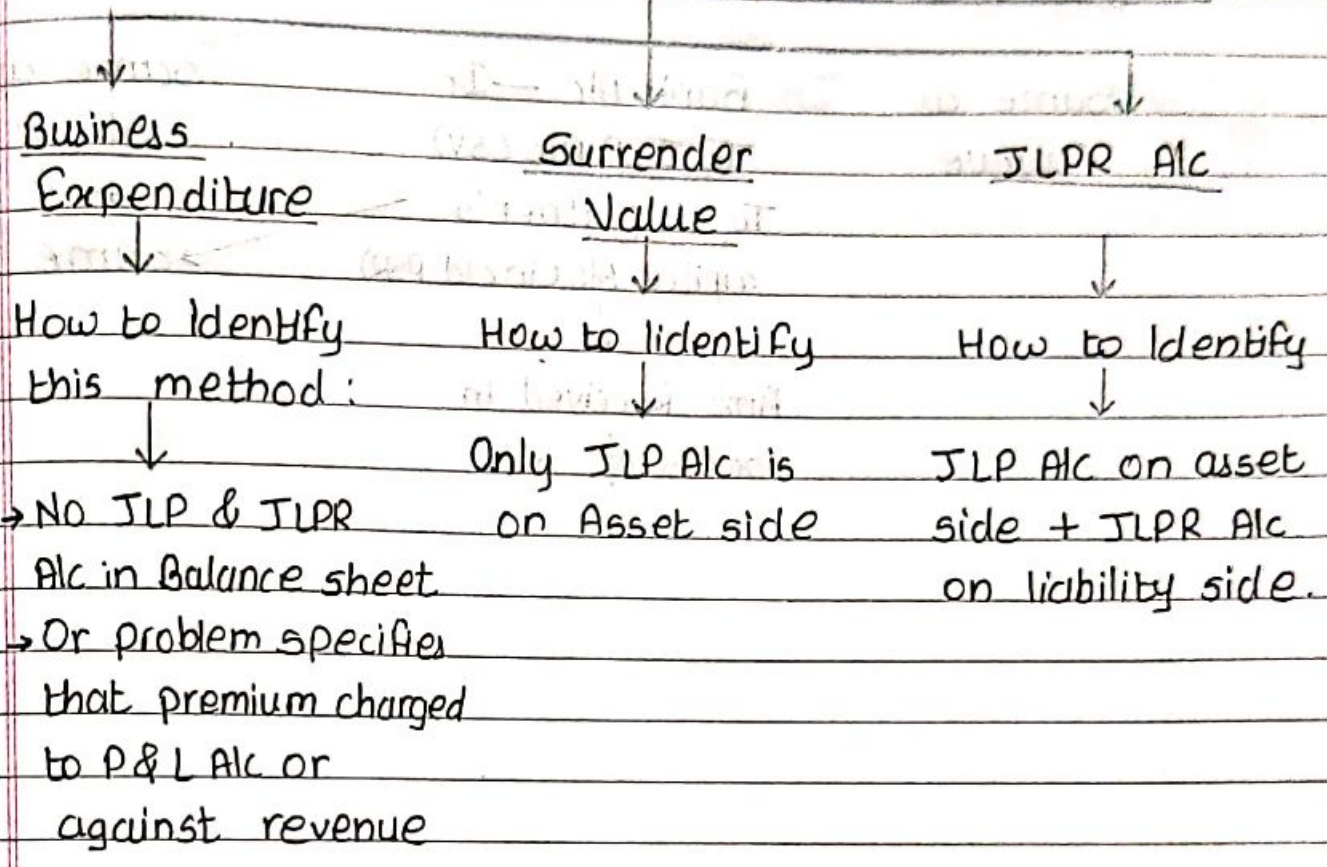 Business
Expenditure
How to Identify
this method :
→ No JLP & JLPR
A/c in Balance sheet
→ Or problem specifies
that premium charged
to P & L A/c or
against revenue
Surrender
Value
How to Iidentify
Only JLP A/c is
on Asset side
JLPR A/c
How to Identify
JLP A/c on asset
side + JLPR A/c
on liability side.